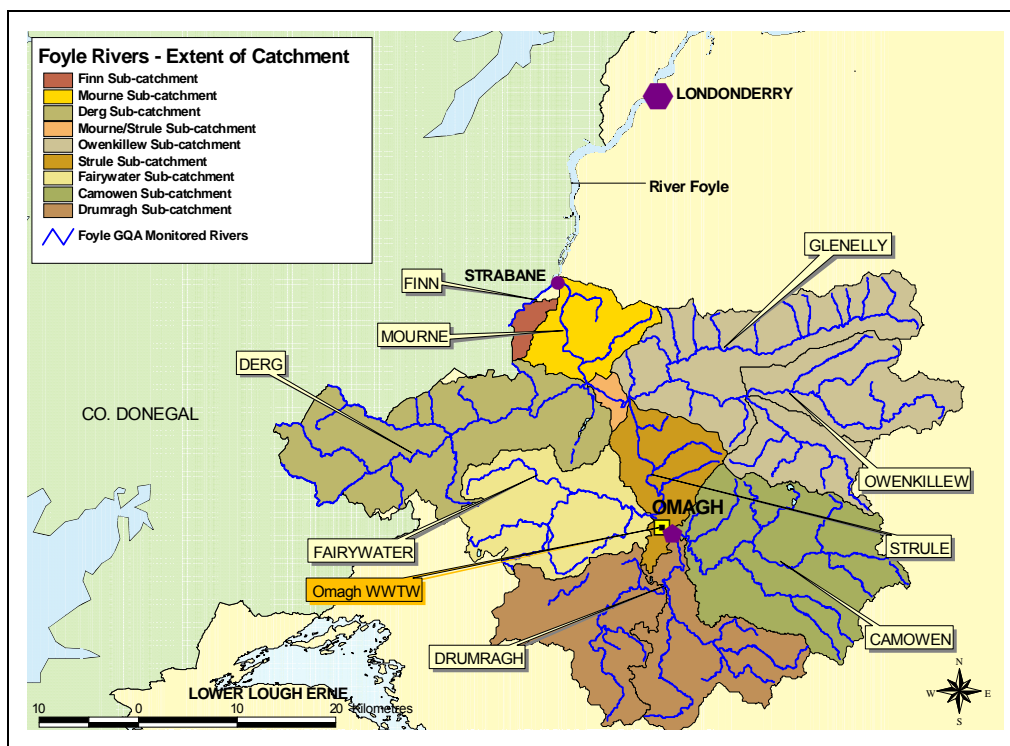 Foyle Rivers - Extent of Catchment
Finn Sub-catchment
Mourne Sub-catchment
Derg Sub-catchment
Mourne/Strule Sub-catchment
Owenkillew Sub-catchment
Strule Sub-catchment
Fairywater Sub-catchment
Camowen Sub-catchment
Drumragh Sub-catchment
Foyle GQA Monitored Rivers
LONDONDERRY
River Foyle
GLENELLY
STRABANE
FINN
MOURNE
DERG
CO. DONEGAL
OWENKILLEW
OMAGH
STRULE
FAIRYWATER
Omagh WWTW
CAMOWEN
DRUMRAGH
LOWER LOUGH ERNE
10 0 10 20 Kilometres
N
W E
S